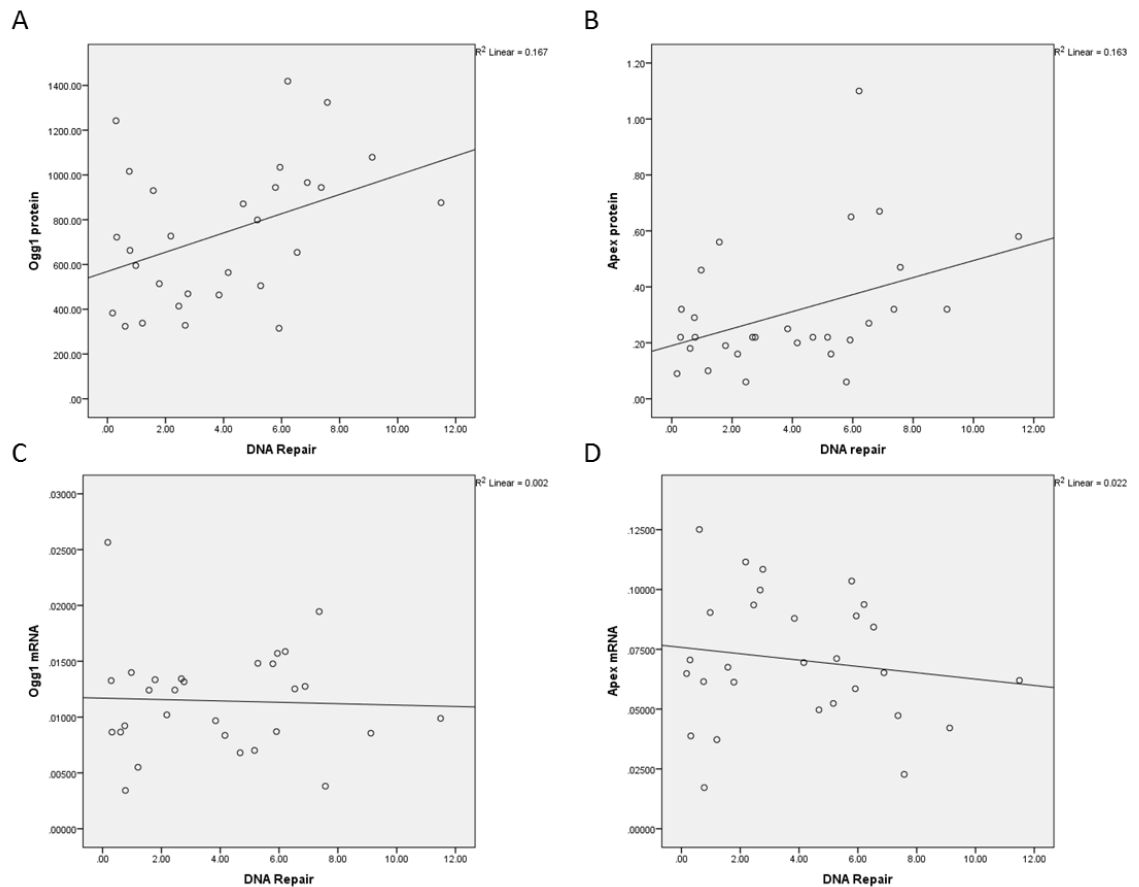 A
R² Linear = 0.167
Ogg1 protein
1400.00
1200.00
1000.00
800.00
600.00
400.00
200.00
.00
.00 2.00 4.00 6.00 8.00 10.00 12.00
DNA Repair
B
R² Linear = 0.163
Apex protein
1.20
1.00
.80
.60
.40
.20
.00
.00 2.00 4.00 6.00 8.00 10.00 12.00
DNA repair
C
R² Linear = 0.002
Ogg1 mRNA
.03000
.02500
.02000
.01500
.01000
.00500
.00000
.00 2.00 4.00 6.00 8.00 10.00 12.00
DNA Repair
D
R² Linear = 0.022
Apex mRNA
.12500
.10000
.07500
.05000
.02500
.00000
.00 2.00 4.00 6.00 8.00 10.00 12.00
DNA Repair